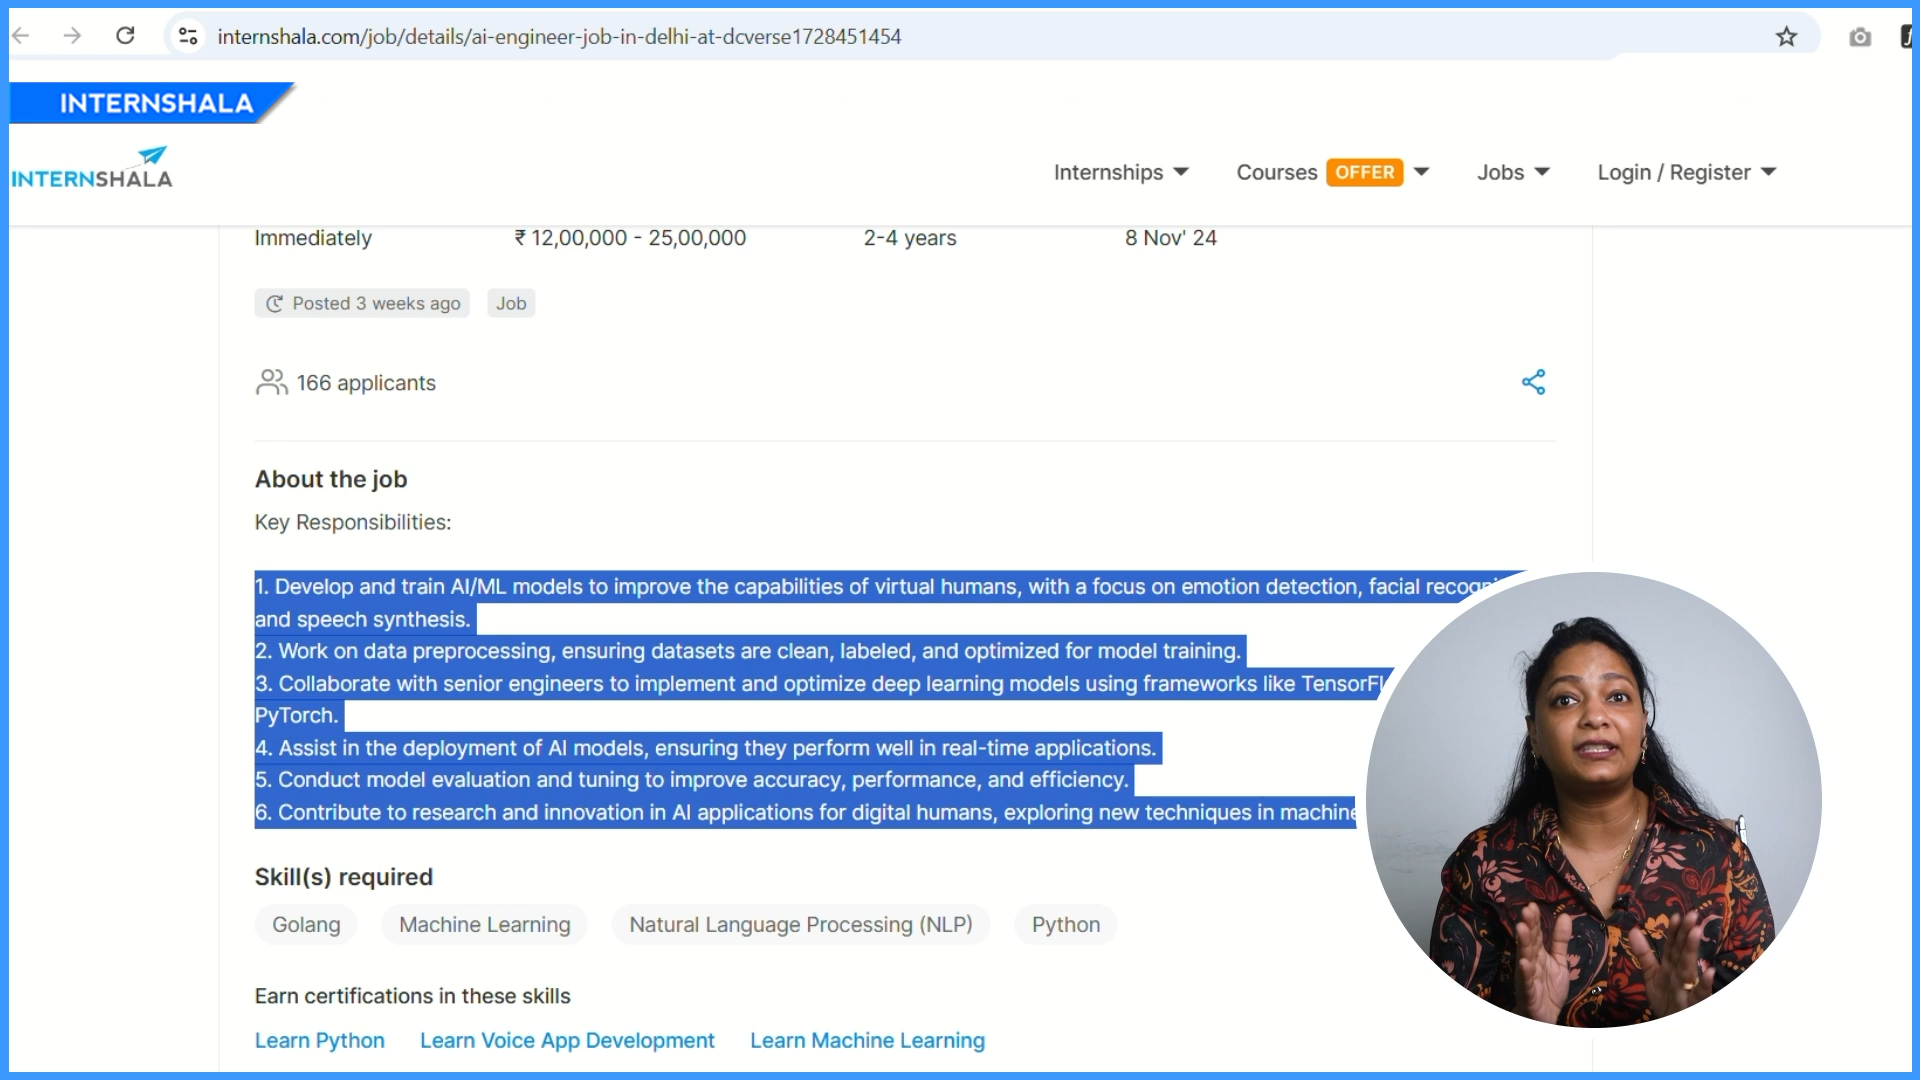 internshala.com/job/details/ai-engineer-job-in-delhi-at-dcverse1728451454
INTERNSHALA
INTERNSHALA
Internships Courses OFFER Jobs Login / Register
Immediately ₹ 12,00,000 - 25,00,000 2-4 years 8 Nov' 24
Posted 3 weeks ago Job
166 applicants
About the job
Key Responsibilities:
1. Develop and train AI/ML models to improve the capabilities of virtual humans, with a focus on emotion detection, facial
and speech synthesis.
2. Work on data preprocessing, ensuring datasets are clean, labeled, and optimized for model training.
3. Collaborate with senior engineers to implement and optimize deep learning models using frameworks like
PyTorch.
4. Assist in the deployment of AI models, ensuring they perform well in real-time applications.
5. Conduct model evaluation and tuning to improve accuracy, performance, and efficiency.
6. Contribute to research and innovation in AI applications for digital humans, exploring new techniques in machine
Skill(s) required
Golang Machine Learning Natural Language Processing (NLP) Python
Earn certifications in these skills
Learn Python Learn Voice App Development Learn Machine Learning